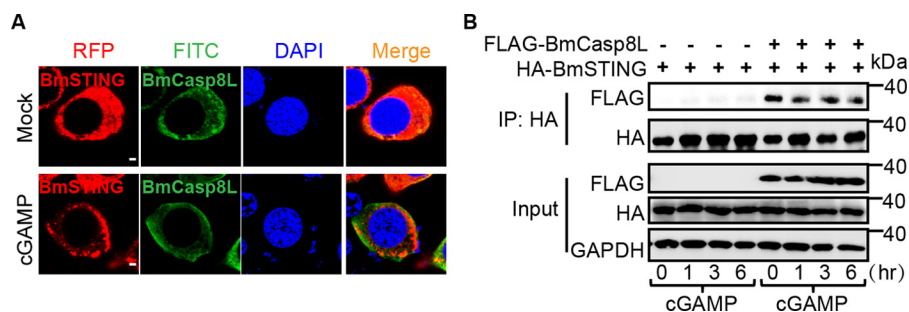 A
RFP FITC DAPI Merge
Mock
BmSTING BmCasp8L
cGAMP
BmSTING BmCasp8L
B
FLAG-BmCasp8L - - - - + + + +
HA-BmSTING + + + + + + + +
kDa
IP: HA
FLAG 40
HA 40
Input
FLAG 40
HA 40
GAPDH 40
0 1 3 6 0 1 3 6 (hr)
cGAMP cGAMP